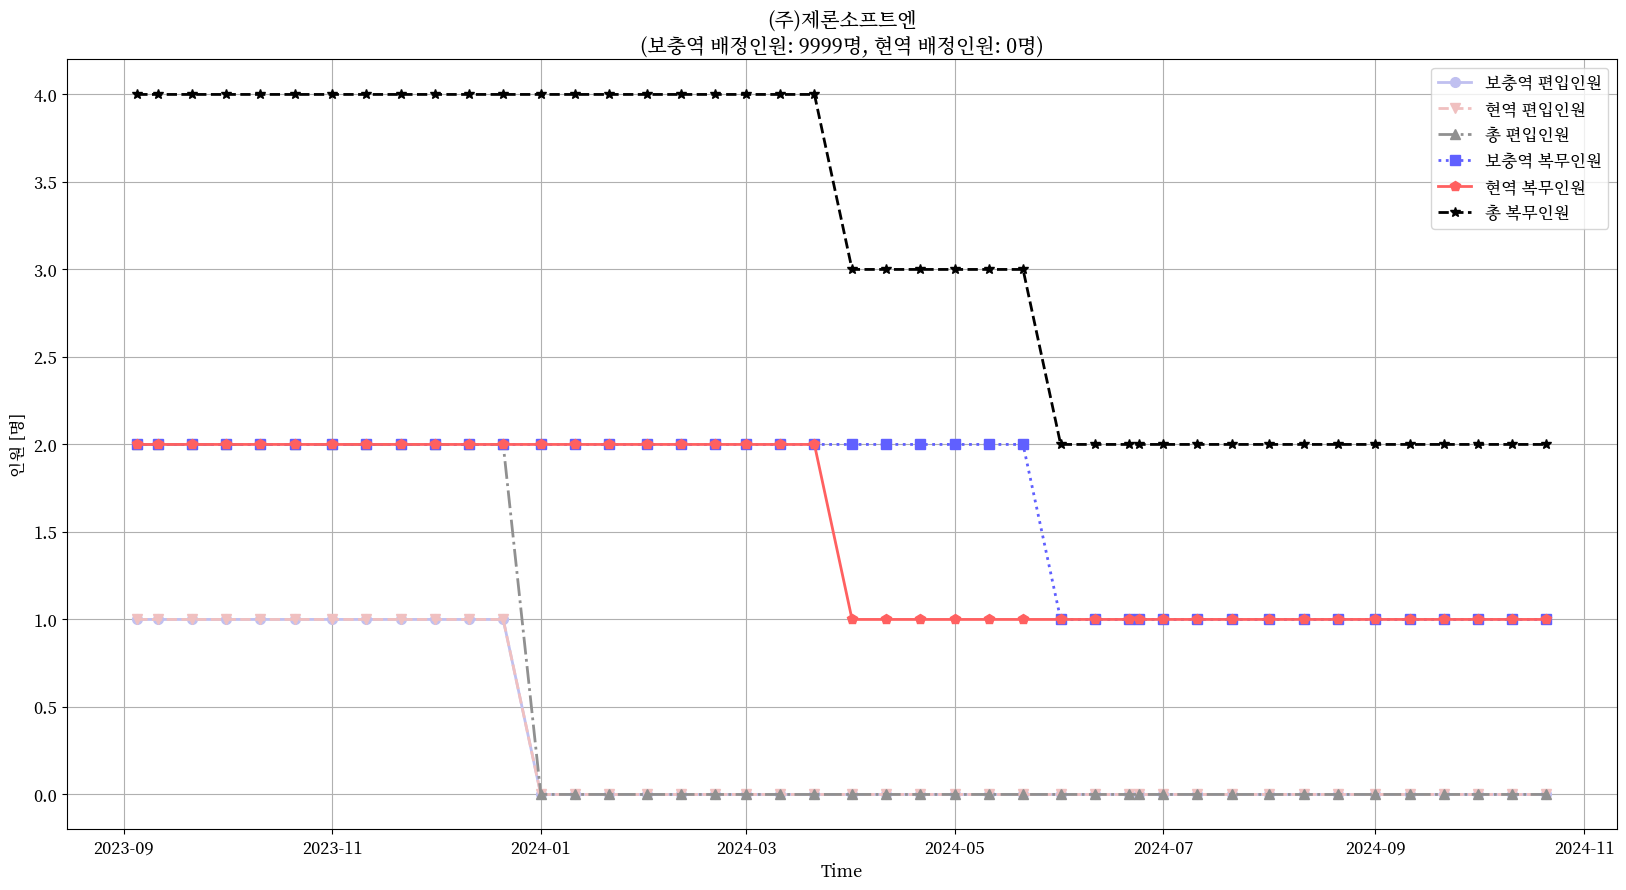 (주)제론소프트엔
(보충역 배정인원: 9999명, 현역 배정인원: 0명)
보충역 편입인원
현역 편입인원
총 편입인원
보충역 복무인원
현역 복무인원
총 복무인원
인원 [명]
4.0
3.5
3.0
2.5
2.0
1.5
1.0
0.5
0.0
2023-09 2023-11 2024-01 2024-03 2024-05 2024-07 2024-09 2024-11
Time